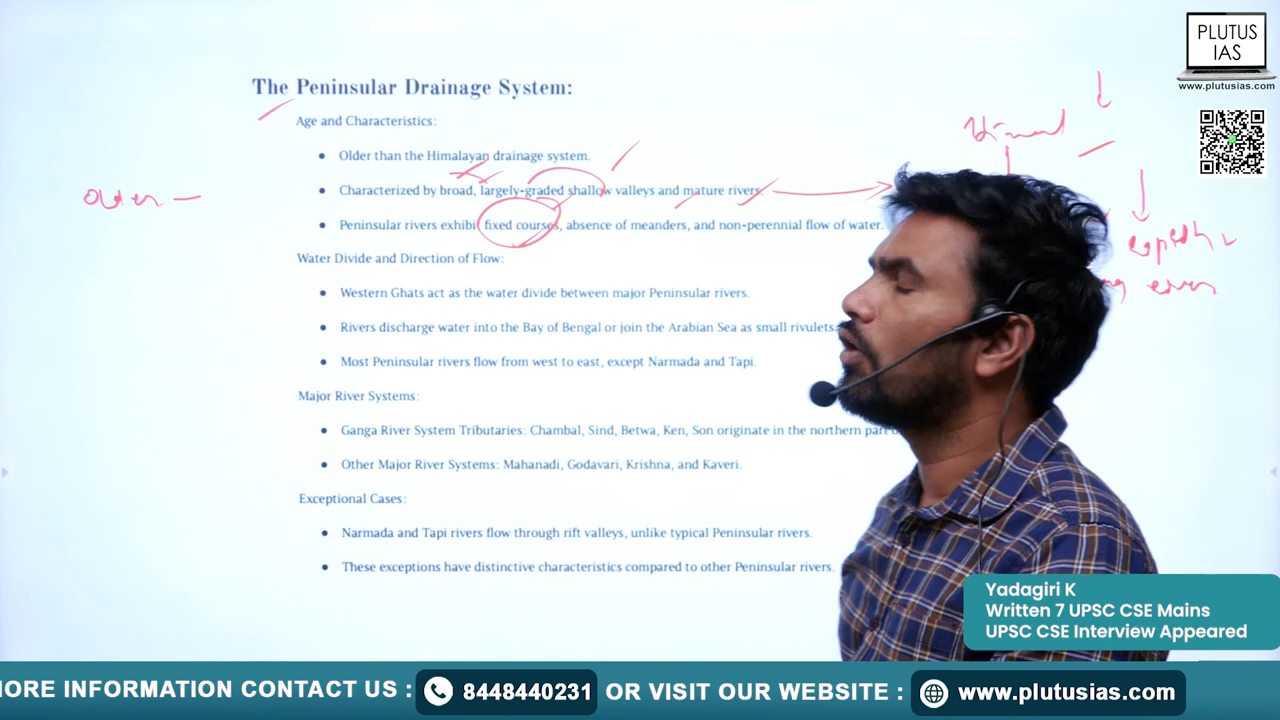 PLUTUS
IAS
www.plutusias.com
The Peninsular Drainage System:
Age and Characteristics:
• Older than the Himalayan drainage system.
• Characterized by broad, largely-graded shallow valleys and mature rivers.
• Peninsular rivers exhibit fixed courses, absence of meanders, and non-perennial flow of water.
Older —
Water Divide and Direction of Flow:
• Western Ghats act as the water divide between major Peninsular rivers.
• Rivers discharge water into the Bay of Bengal or join the Arabian Sea as small rivulets.
• Most Peninsular rivers flow from west to east, except Narmada and Tapi.
Major River Systems:
• Ganga River System Tributaries: Chambal, Sind, Betwa, Ken, Son originate in the northern part
• Other Major River Systems: Mahanadi, Godavari, Krishna, and Kaveri.
Exceptional Cases:
• Narmada and Tapi rivers flow through rift valleys, unlike typical Peninsular rivers.
• These exceptions have distinctive characteristics compared to other Peninsular rivers.
Yadagiri K
Written 7 UPSC CSE Mains
UPSC CSE Interview Appeared
MORE INFORMATION CONTACT US : 8448440231 OR VISIT OUR WEBSITE : www.plutusias.com